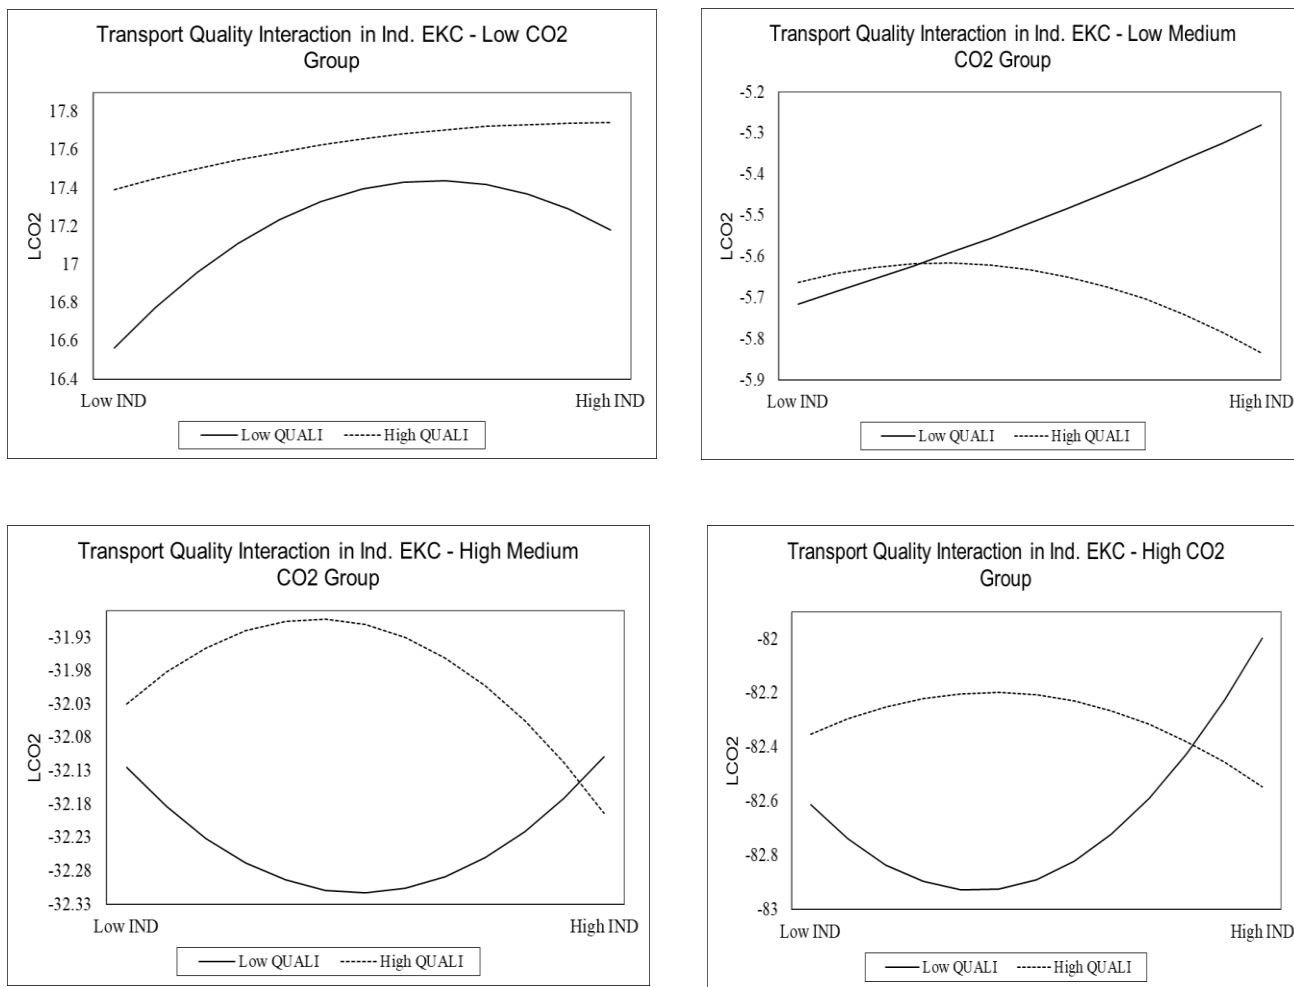 Transport Quality Interaction in Ind. EKC - Low CO2
Group
17.8
17.6
17.4
17.2
17
16.8
16.6
16.4
LCO2
Low IND
High IND
Low QUALI
High QUALI
Transport Quality Interaction in Ind. EKC - Low Medium
CO2 Group
-5.2
-5.3
-5.4
-5.5
-5.6
-5.7
-5.8
-5.9
LCO2
Low IND
High IND
Low QUALI
High QUALI
Transport Quality Interaction in Ind. EKC - High Medium
CO2 Group
-31.93
-31.98
-32.03
-32.08
-32.13
-32.18
-32.23
-32.28
-32.33
LCO2
Low IND
High IND
Low QUALI
High QUALI
Transport Quality Interaction in Ind. EKC - High CO2
Group
-82
-82.2
-82.4
-82.6
-82.8
-83
LCO2
Low IND
High IND
Low QUALI
High QUALI